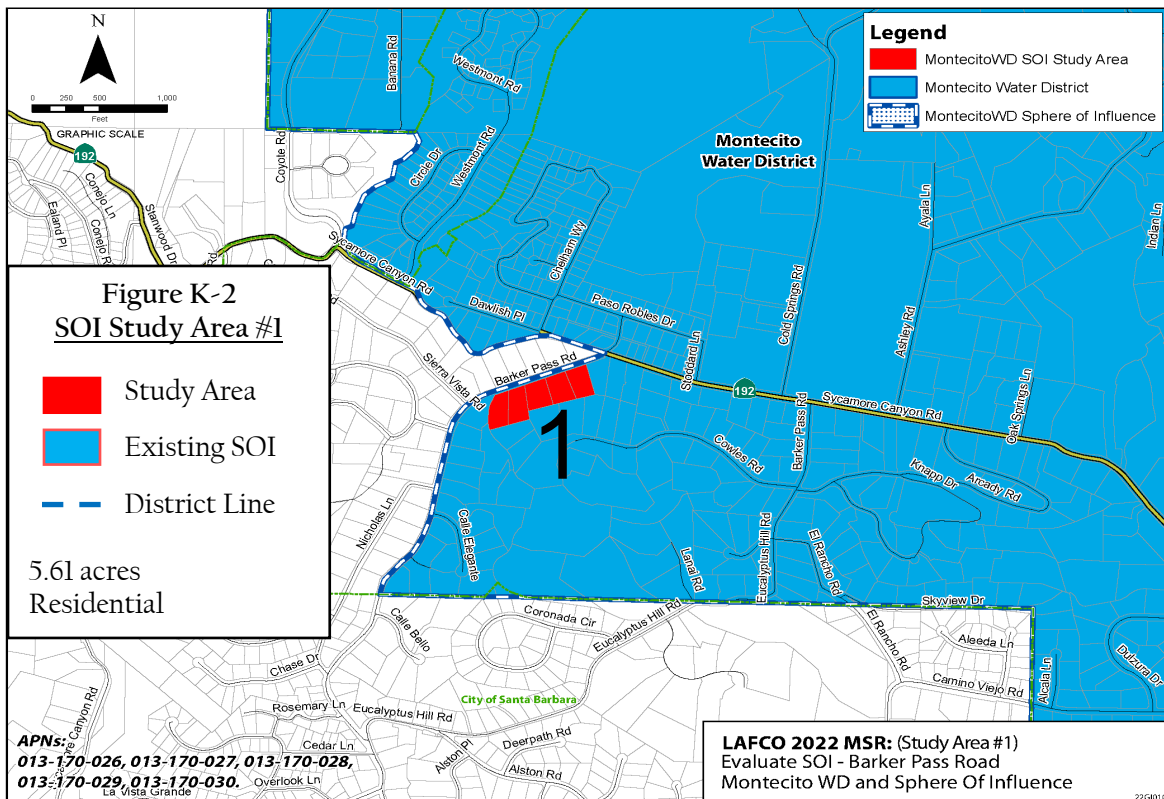 N
0 250 500 1,000
Feet
GRAPHIC SCALE
192
Legend
MontecitoWD SOI Study Area
Montecito Water District
MontecitoWD Sphere of Influence
Montecito
Water District
Banana Rd
Westmont Rd
Westmont Rd
Circle Dr
Coyote Rd
Conejo Ln
Conejo R
Ealand Pl
Stanwood Dr
Sycamore Canyon Rd
Chelham Wy
Dawlish Pl
Paso Robles Dr
Stoddard Ln
Cold Springs Rd
Ayala Ln
Ashley Rd
Indian Ln
Oak Springs Ln
192
Sycamore Canyon Rd
Barker Pass Rd
Sierra Vista Rd
Barker Pass Rd
1
Cowles Rd
Knapp Dr
Arcady Rd
Nicholas Ln
Calle Elegante
Lanai Rd
Eucalyptus Hill Rd
El Rancho Rd
Skyview Dr
Figure K-2
SOI Study Area #1
Study Area
Existing SOI
District Line
5.61 acres
Residential
Calle Bello
Coronada Cir
Eucalyptus Hill Rd
El Rancho Rd
Aleeda Ln
Camino Viejo Rd
Alcala Ln
Dulzura Dr
Chase Dr
City of Santa Barbara
Rosemary Ln
Eucalyptus Hill Rd
Cedar Ln
Alston Pl
Deerpath Rd
Alston Rd
Overlook Ln
La Vista Grande
more Canyon Rd
APNs:
013-170-026, 013-170-027, 013-170-028,
013-170-029, 013-170-030.
LAFCO 2022 MSR: (Study Area #1)
Evaluate SOI - Barker Pass Road
Montecito WD and Sphere Of Influence